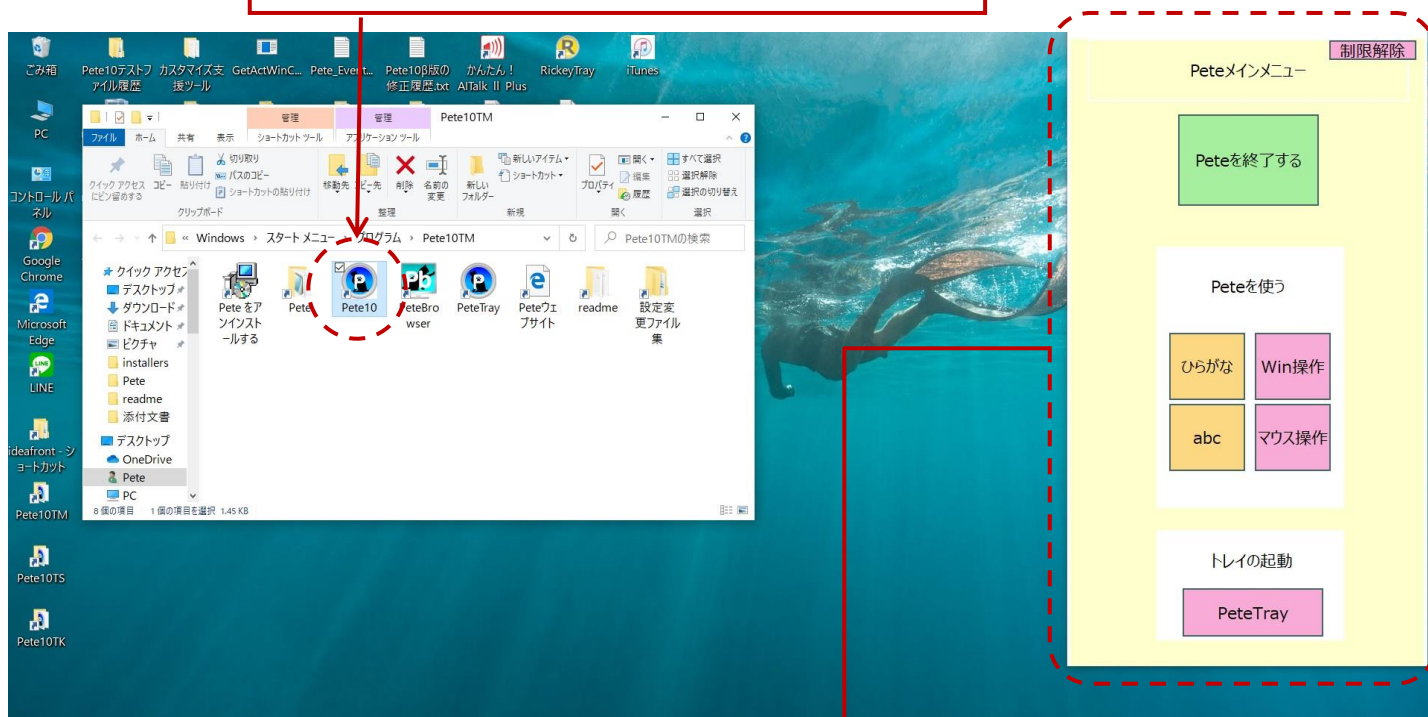 ごみ箱
Pete10テストフ
ァイル履歴
カスタマイズ支
援ツール
GetActWinC...
Pete_Event...
Pete10β版の
修正履歴.txt
かんたん！
AITalk II Plus
RickeyTray
iTunes
PC
コントロール パ
ネル
Google
Chrome
Microsoft
Edge
LINE
ideafront - シ
ョートカット
Pete10TM
Pete10TS
Pete10TK
管理
管理
Pete10TM
ファイル
ホーム
共有
表示
ショートカット ツール
アプリケーション ツール
クイック アクセス
にピン留めする
コピー
貼り付け
切り取り
パスのコピー
ショートカットの貼り付け
移動先
コピー先
削除
名前の
変更
新しい
フォルダー
新しいアイテム
ショートカット
プロパティ
開く
編集
履歴
すべて選択
選択解除
選択の切り替え
クリップボード
整理
新規
開く
選択
« Windows › スタート メニュー › プログラム › Pete10TM
Pete10TMの検索
クイック アクセス
デスクトップ
ダウンロード
ドキュメント
ピクチャ
installers
Pete
readme
添付文書
デスクトップ
OneDrive
Pete
PC
Pete をア
ンインスト
ールする
Pete
Pete10
PeteBro
wser
PeteTray
Peteウェ
ブサイト
readme
設定変
更ファイル
集
8 個の項目
1 個の項目を選択 1.45 KB
制限解除
Peteメインメニュー
Peteを終了する
Peteを使う
ひらがな
Win操作
abc
マウス操作
トレイの起動
PeteTray